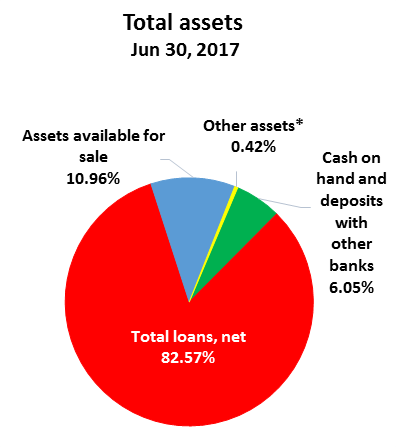 Total assets
Jun 30, 2017
Assets available for
sale
10.96%
Other assets*
0.42%
Cash on
hand and
deposits
with
other
banks
6.05%
Total loans, net
82.57%